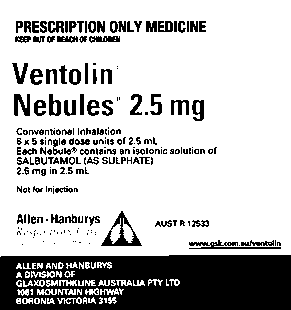 PRESCRIPTION ONLY MEDICINE
KEEP OUT OF REACH OF CHILDREN
Ventolin
Nebules® 2.5 mg
Conventional Inhalation
6 x 5 single dose units of 2.5 mL
Each Nebule® contains an isotonic solution of
SALBUTAMOL (AS SULPHATE)
2.5 mg in 2.5 mL
Not for Injection
Allen + Hanburys
Respiratory Care
AUST R 12533
www.gsk.com.au/ventolin
ALLEN AND HANBURYS
A DIVISION OF
GLAXOSMITHKLINE AUSTRALIA PTY LTD
1061 MOUNTAIN HIGHWAY
BORONIA VICTORIA 3155